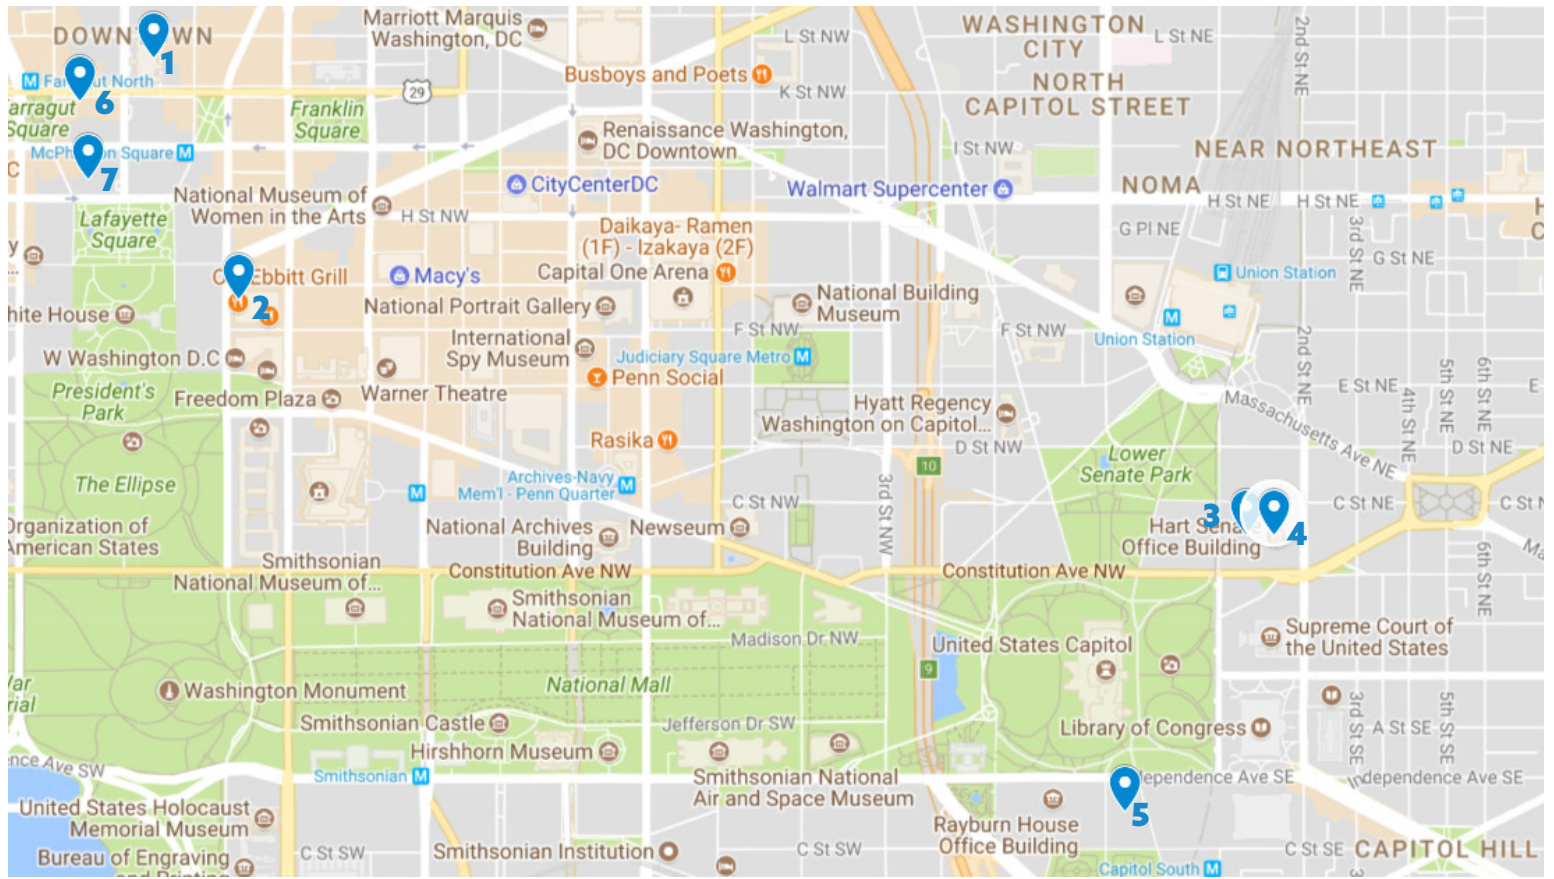 Marriott Marquis
Washington, DC
L St NW
WASHINGTON
CITY
L St NE
2nd St NE
DOWNTOWN
1
Busboys and Poets
K St NW
NORTH
CAPITOL STREET
6
29
Franklin
Square
Square
Renaissance Washington,
DC Downtown
I St NW
NEAR NORTHEAST
7
CityCenterDC
Walmart Supercenter
NOMA
National Museum of
Women in the Arts
H St NW
H St NE
H St NE
Lafayette
Square
Daikaya- Ramen
(1F) - Izakaya (2F)
G Pl NE
3rd St NE
G St NE
Ebbitt Grill
Macy's
Capital One Arena
Union Station
2
National Portrait Gallery
National Building
Museum
F St NW
F St NW
Union Station
2nd St NE
International
Spy Museum
Judiciary Square Metro
W Washington D.C
Penn Social
President's
Park
Freedom Plaza
Warner Theatre
Hyatt Regency
Washington on Capitol...
E St NE
4th St NE
5th St NE
6th St NE
E
Massachusetts Ave NE
Rasika
D St NW
D St NE
10
Lower
Senate Park
The Ellipse
Archives-Navy
Mem'l - Penn Quarter
3rd St NW
C St NW
C St NE
3
4
Organization of
American States
National Archives
Building
Newseum
Hart Senate
Office Building
6th St NE
Smithsonian
National Museum of...
Constitution Ave NW
Constitution Ave NW
Smithsonian
National Museum of...
Madison Dr NW
United States Capitol
Supreme Court of
the United States
9
Washington Monument
National Mall
Smithsonian Castle
Jefferson Dr SW
Library of Congress
3rd St SE
A St SE
5th St SE
Hirshhorn Museum
Smithsonian
Smithsonian National
Air and Space Museum
Independence Ave SE
Independence Ave SE
5
United States Holocaust
Memorial Museum
Rayburn House
Office Building
Bureau of Engraving
and Printing
C St SW
Smithsonian Institution
C St SW
C St SE
CAPITOL HILL
Capitol South